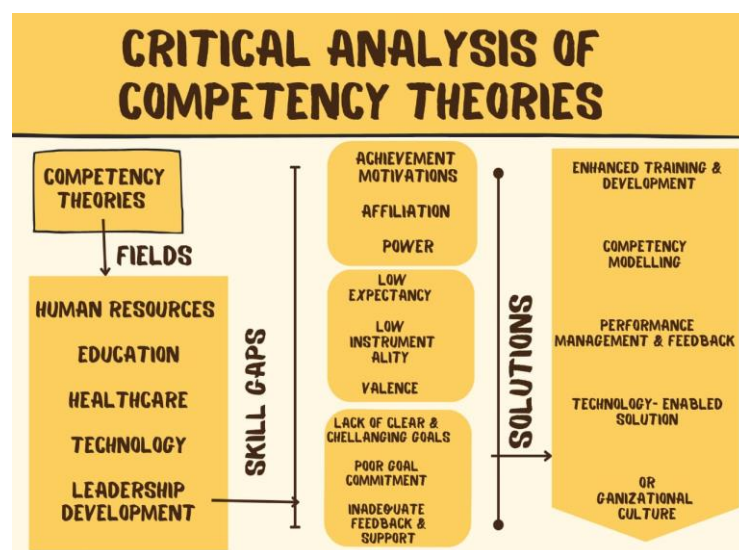 CRITICAL ANALYSIS OF
COMPETENCY THEORIES
COMPETENCY
THEORIES
FIELDS
HUMAN RESOURCES
EDUCATION
HEALTHCARE
TECHNOLOGY
LEADERSHIP
DEVELOPMENT
SKILL GAPS
ACHIEVEMENT
MOTIVATIONS
AFFILIATION
POWER
LOW
EXPECTANCY
LOW
INSTRUMENT
ALITY
VALENCE
LACK OF CLEAR &
CHELLANGING GOALS
POOR GOAL
COMMITMENT
INADEQUATE
FEEDBACK &
SUPPORT
SOLUTIONS
ENHANCED TRAINING &
DEVELOPMENT
COMPETENCY
MODELLING
PERFORMANCE
MANAGEMENT & FEEDBACK
TECHNOLOGY- ENABLED
SOLUTION
OR
GANIZATIONAL
CULTURE